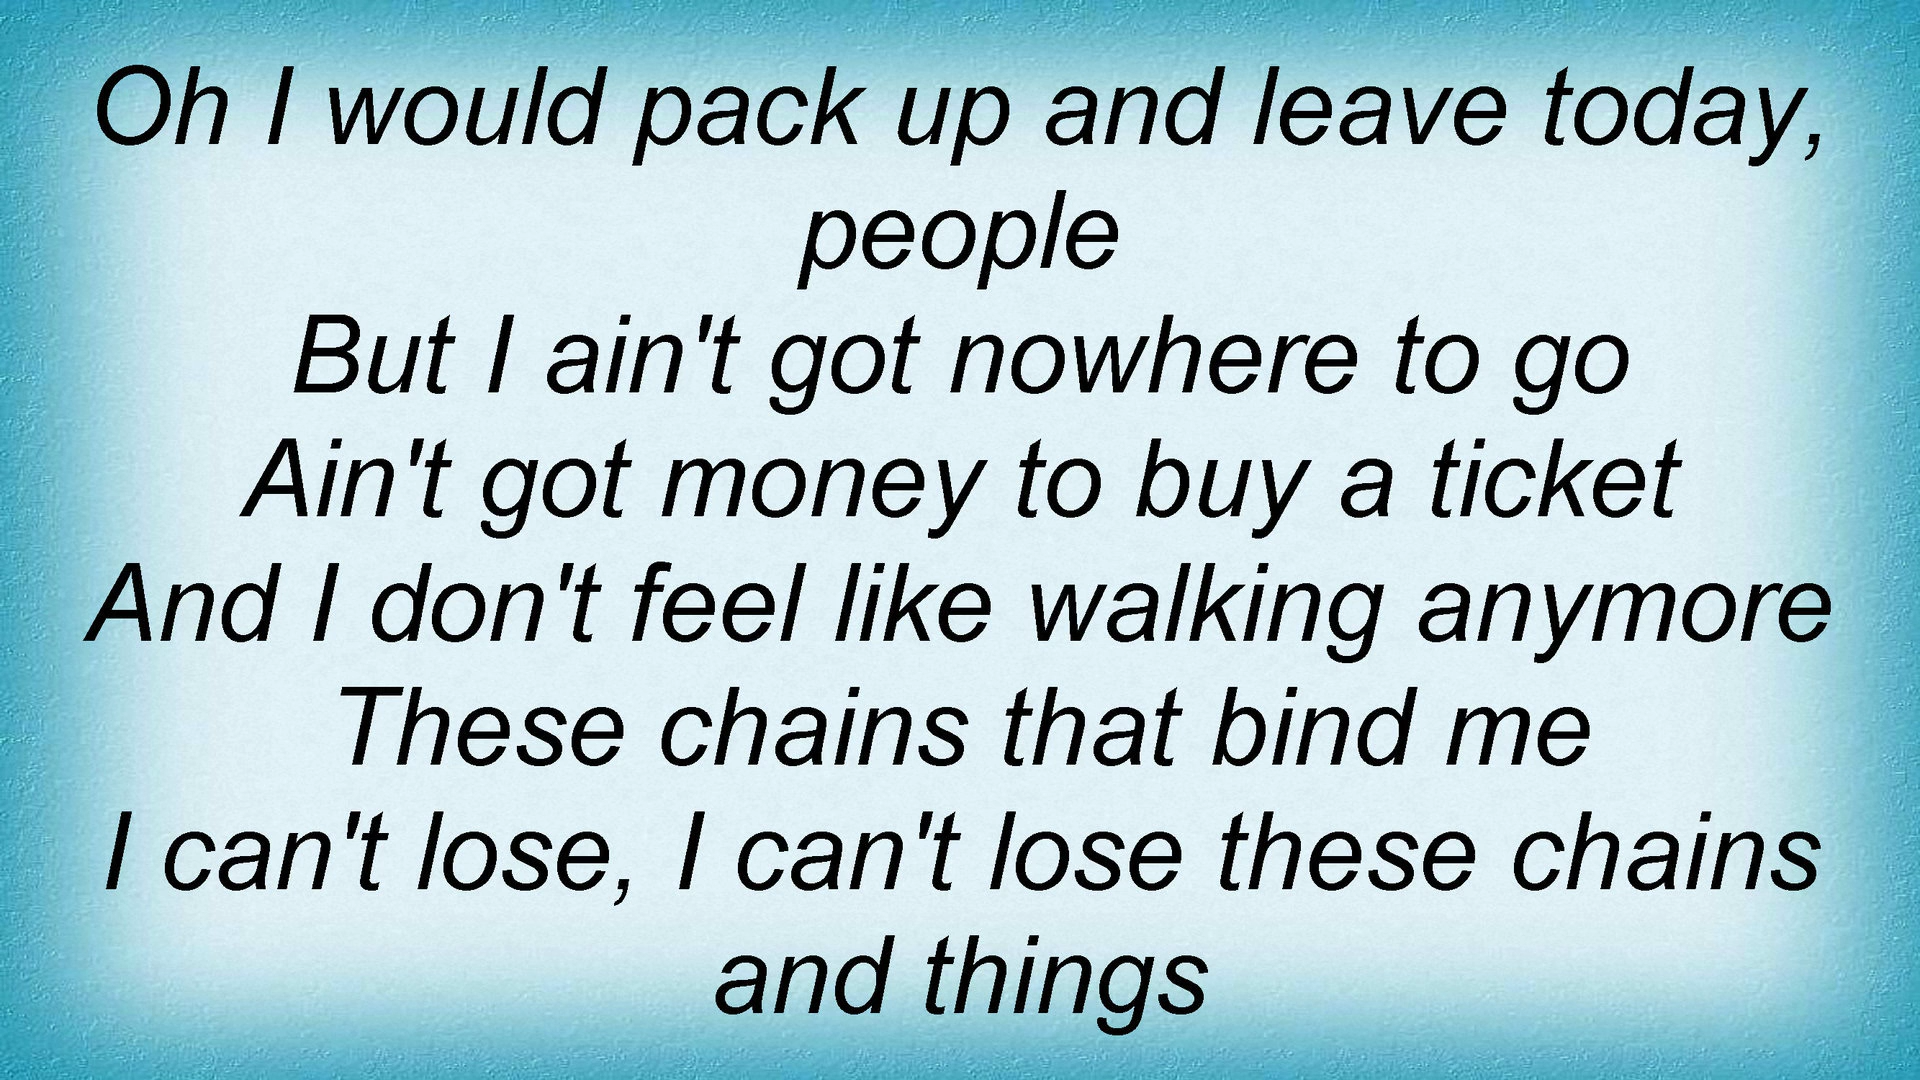 Oh I would pack up and leave today,
people
But I ain't got nowhere to go
Ain't got money to buy a ticket
And I don't feel like walking anymore
These chains that bind me
I can't lose, I can't lose these chains
and things